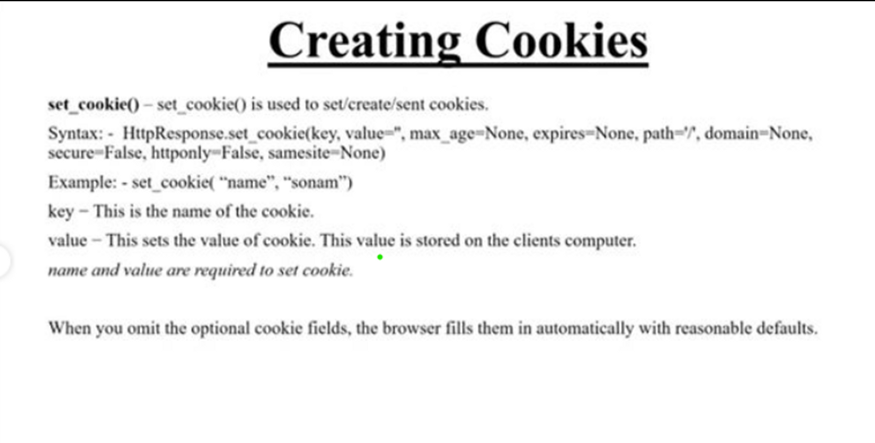 Creating Cookies
set_cookie() – set_cookie() is used to set/create/sent cookies.
Syntax: - HttpResponse.set_cookie(key, value='', max_age=None, expires=None, path='/', domain=None,
secure=False, httponly=False, samesite=None)
Example: - set_cookie( “name”, “sonam”)
key – This is the name of the cookie.
value – This sets the value of cookie. This value is stored on the clients computer.
name and value are required to set cookie.
When you omit the optional cookie fields, the browser fills them in automatically with reasonable defaults.